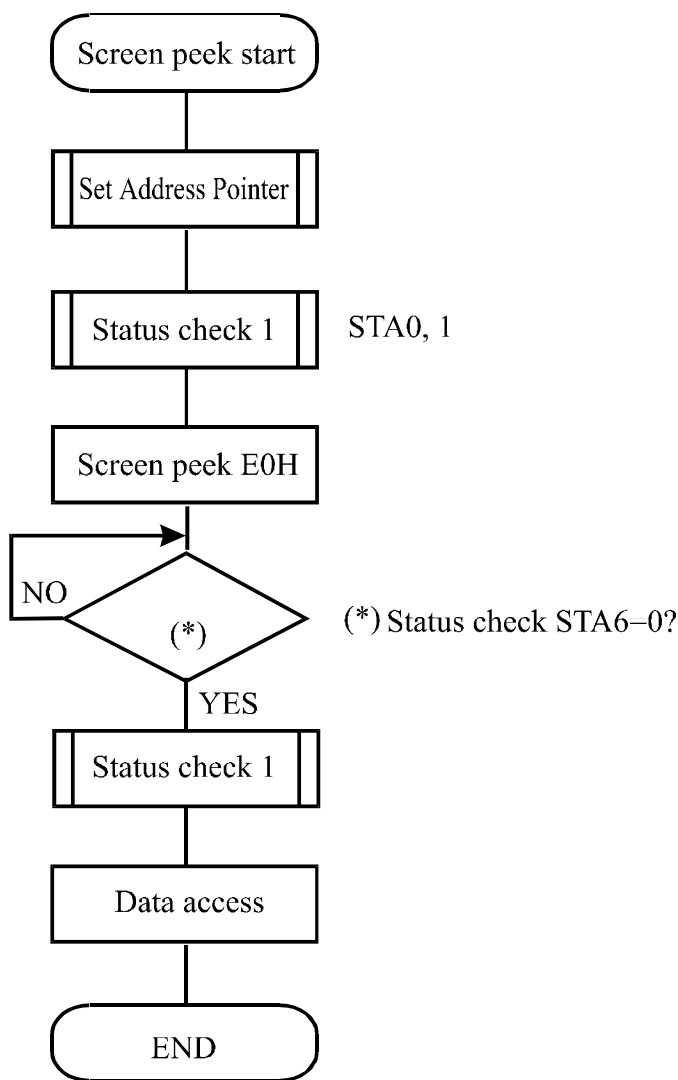 Screen peek start
Set Address Pointer
Status check 1
STA0, 1
Screen peek E0H
NO
(*)
(*) Status check STA6–0?
YES
Status check 1
Data access
END